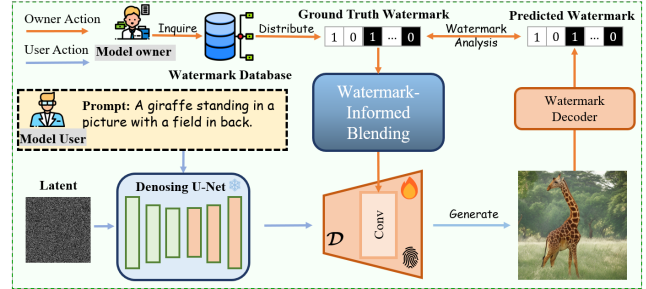 Owner Action
User Action
Model owner
Inquire
Watermark Database
Distribute
Ground Truth Watermark
1 0 1 ... 0
Watermark
Analysis
Predicted Watermark
1 0 1 ... 0
Prompt: A giraffe standing in a
picture with a field in back.
Model User
Watermark-
Informed
Blending
Watermark
Decoder
Latent
Denosing U-Net
Conv
D
Generate